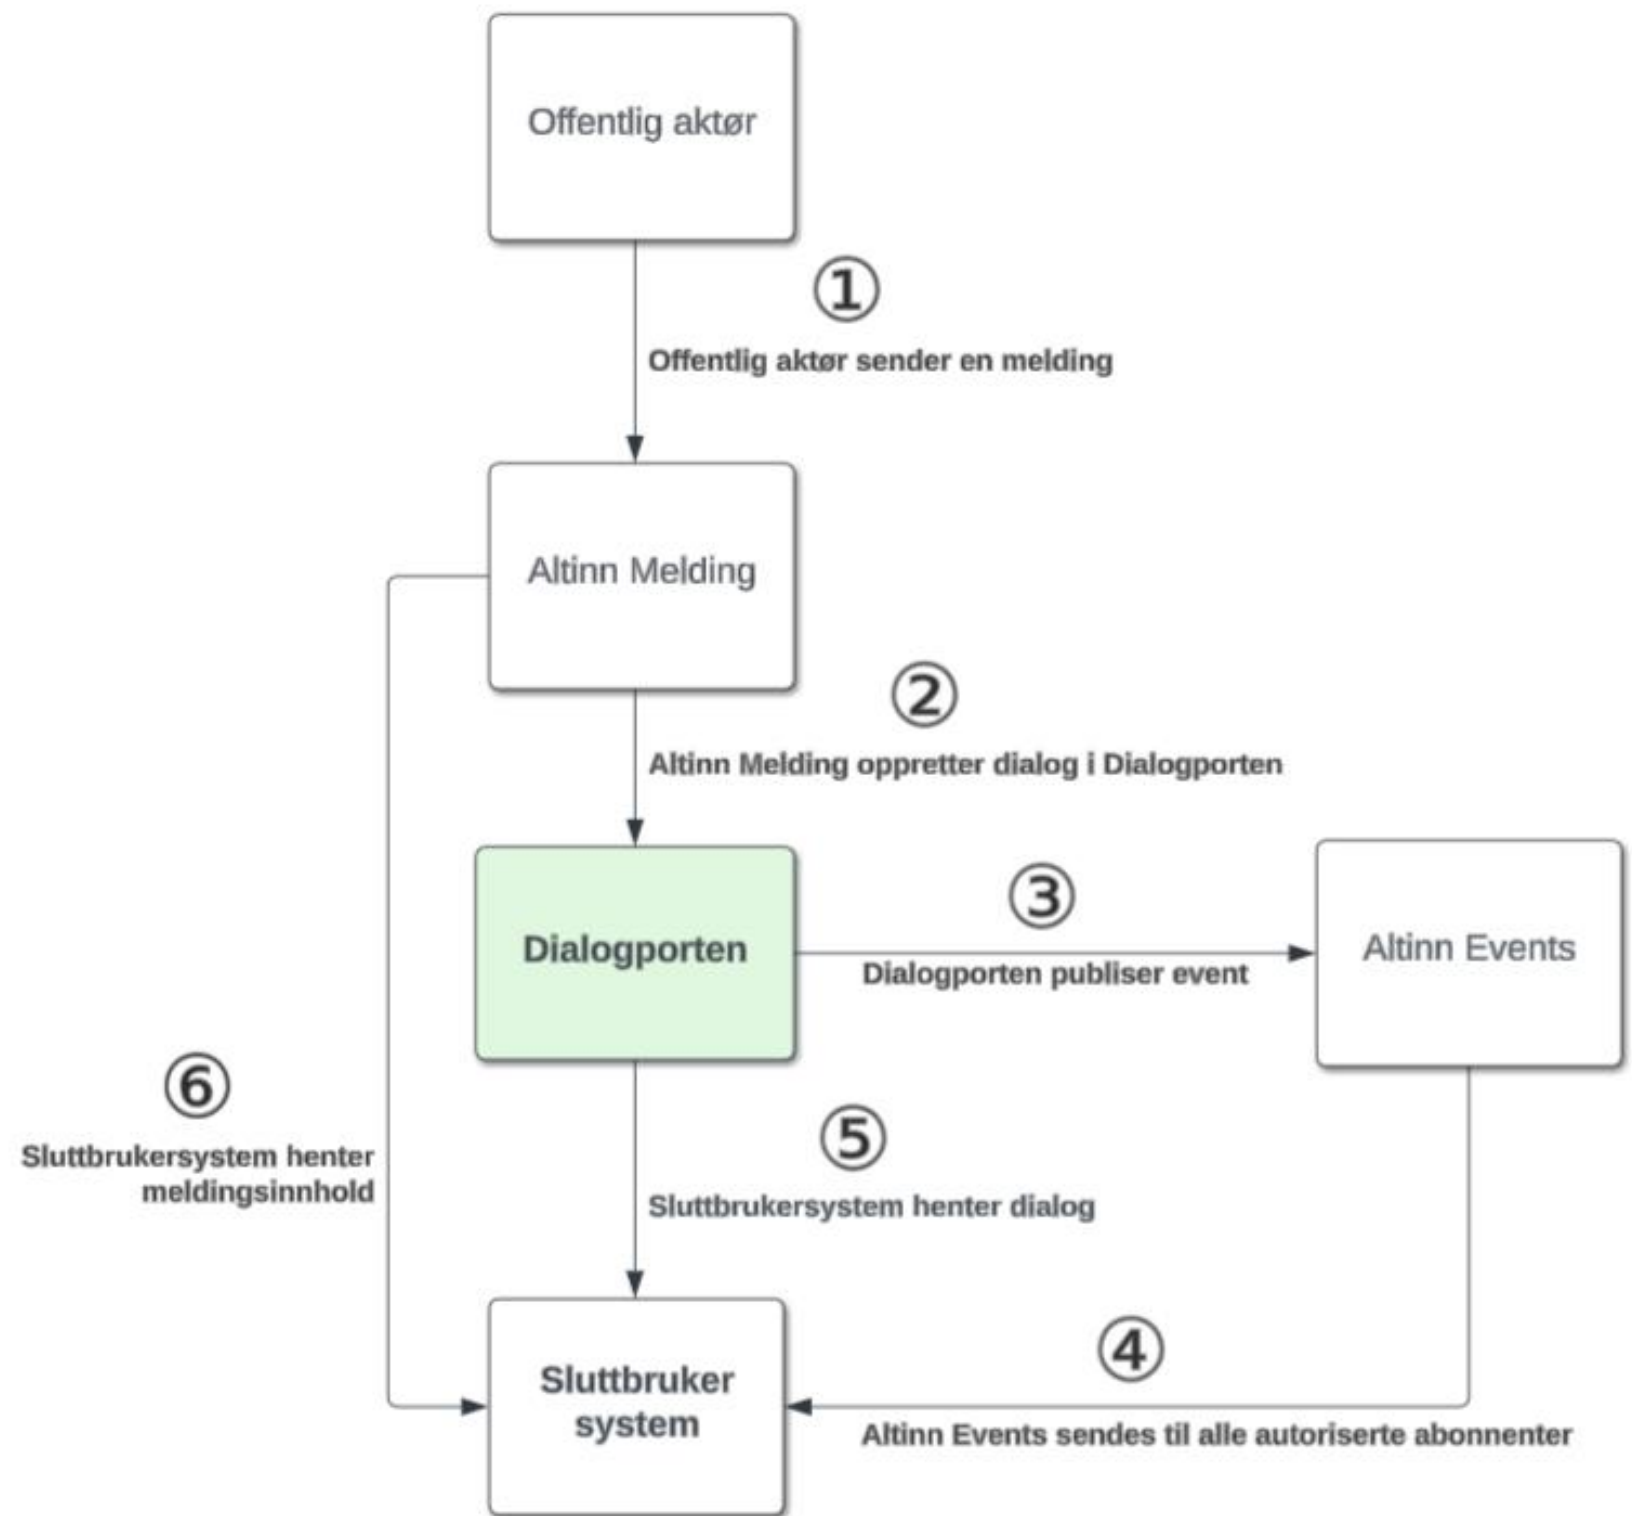 Offentlig aktør
①
Offentlig aktør sender en melding
Altinn Melding
②
Altinn Melding oppretter dialog i Dialogporten
Dialogporten
③
Dialogporten publiser event
Altinn Events
⑥
Sluttbrukersystem henter
meldingsinnhold
⑤
Sluttbrukersystem henter dialog
Sluttbruker
system
④
Altinn Events sendes til alle autoriserte abonnenter